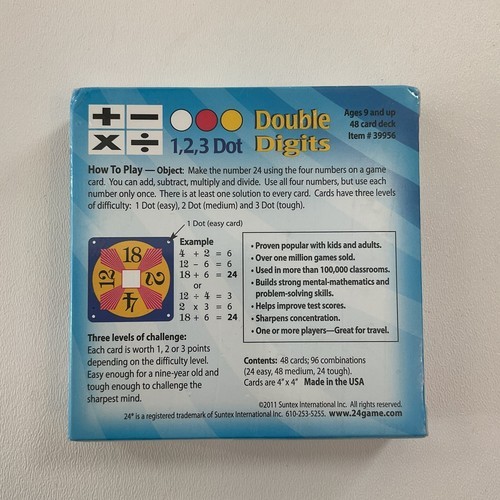 + −
× ÷
1,2,3 Dot
Double
Digits
Ages 9 and up
48 card deck
Item # 39956
How To Play — Object: Make the number 24 using the four numbers on a game
card. You can add, subtract, multiply and divide. Use all four numbers, but use each
number only once. There is at least one solution to every card. Cards have three levels
of difficulty: 1 Dot (easy), 2 Dot (medium) and 3 Dot (tough).
1 Dot (easy card)
18
12 2
4
Example
4 + 2 = 6
12 – 6 = 6
18 + 6 = 24
or
12 ÷ 4 = 3
2 x 3 = 6
18 + 6 = 24
• Proven popular with kids and adults.
• Over one million games sold.
• Used in more than 100,000 classrooms.
• Builds strong mental-mathematics and
problem-solving skills.
• Helps improve test scores.
• Sharpens concentration.
• One or more players—Great for travel.
Three levels of challenge:
Each card is worth 1, 2 or 3 points
depending on the difficulty level.
Easy enough for a nine-year old and
tough enough to challenge the
sharpest mind.
Contents: 48 cards; 96 combinations
(24 easy, 48 medium, 24 tough).
Cards are 4" x 4" Made in the USA
©2011 Suntex International Inc. All rights reserved.
24® is a registered trademark of Suntex International Inc. 610-253-5255. www.24game.com